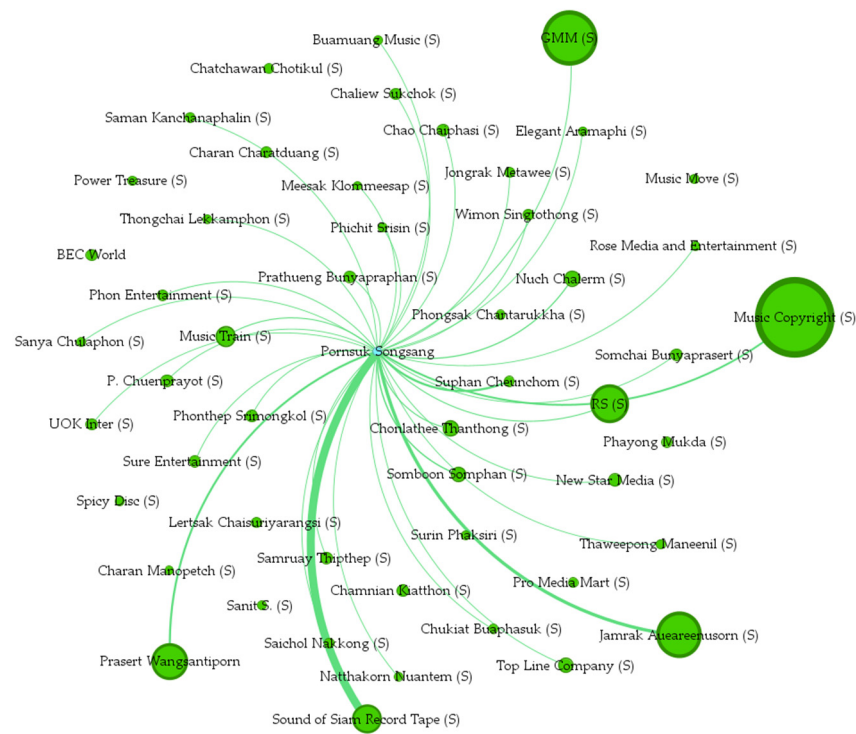 GMM (S)
Buamuang Music (S)
Chatchawan Chotikul (S)
Chaliew Sukchok (S)
Saman Kanchanaphalin (S)
Chao Chaiphasi (S)
Elegant Aramaphi (S)
Charan Charatduang (S)
Jongrak Metawee (S)
Power Treasure (S)
Meesak Klommeesap (S)
Music Move (S)
Thongchai Lekkamphon (S)
Wimon Singtothong (S)
Phichit Srisin (S)
Rose Media and Entertainment (S)
BEC World
Prathueng Bunyapraphan (S)
Nuch Chalerm (S)
Phon Entertainment (S)
Phongsak Chantarukkha (S)
Music Copyright (S)
Music Train (S)
Sanya Chulaphon (S)
Pornsuk Songsang
Somchai Bunyaprasert (S)
P. Chuenprayot (S)
Suphan Cheunchom (S)
RS (S)
Phonthep Srimongkol (S)
UOK Inter (S)
Chonlathee Thanthong (S)
Phayong Mukda (S)
Sure Entertainment (S)
Somboon Somphan (S)
New Star Media (S)
Spicy Disc (S)
Lertsak Chaisuriyarangsi (S)
Surin Phaksiri (S)
Thaweepong Maneenil (S)
Samruay Thipthep (S)
Charan Manopetch (S)
Pro Media Mart (S)
Chamnian Kiatthon (S)
Sanit S. (S)
Chukiat Buaphasuk (S)
Jamrak Aueareenusorn (S)
Saichol Nakkong (S)
Prasert Wangsantiporn
Top Line Company (S)
Natthakorn Nuantem (S)
Sound of Siam Record Tape (S)